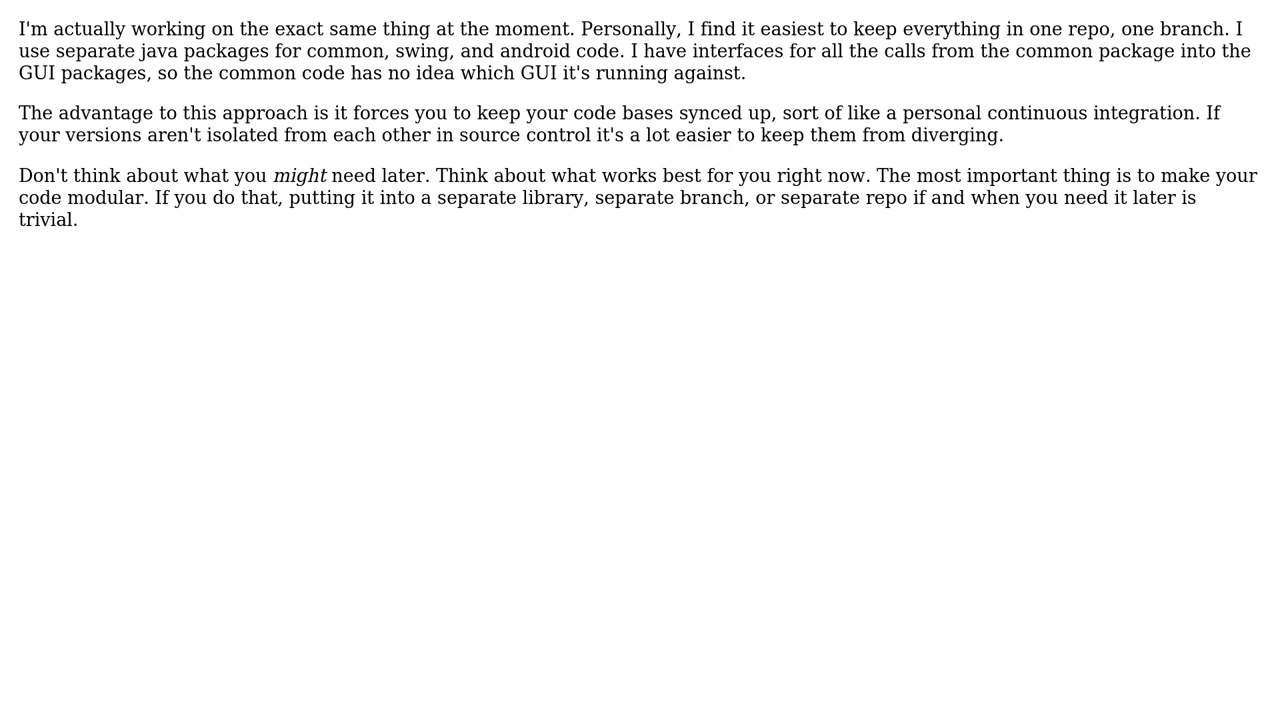 I'm actually working on the exact same thing at the moment. Personally, I find it easiest to keep everything in one repo, one branch. I
use separate java packages for common, swing, and android code. I have interfaces for all the calls from the common package into the
GUI packages, so the common code has no idea which GUI it's running against.
The advantage to this approach is it forces you to keep your code bases synced up, sort of like a personal continuous integration. If
your versions aren't isolated from each other in source control it's a lot easier to keep them from diverging.
Don't think about what you might need later. Think about what works best for you right now. The most important thing is to make your
code modular. If you do that, putting it into a separate library, separate branch, or separate repo if and when you need it later is
trivial.